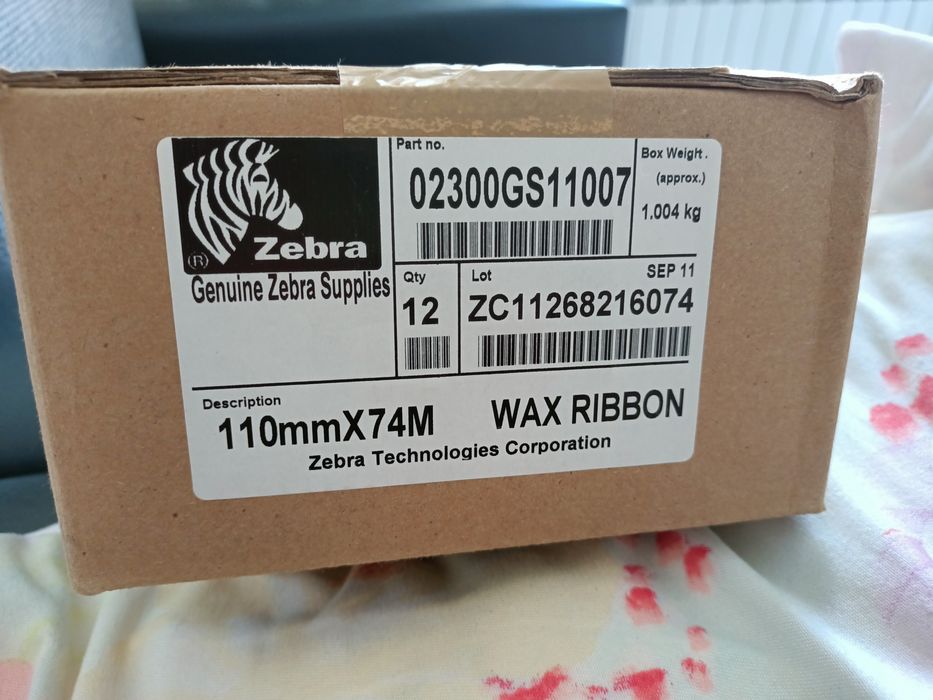 Zebra
®
Genuine Zebra Supplies
Part no.
02300GS11007
Box Weight .
(approx.)
1.004 kg
Qty
12
Lot
SEP 11
ZC11268216074
Description
110mmX74M WAX RIBBON
Zebra Technologies Corporation